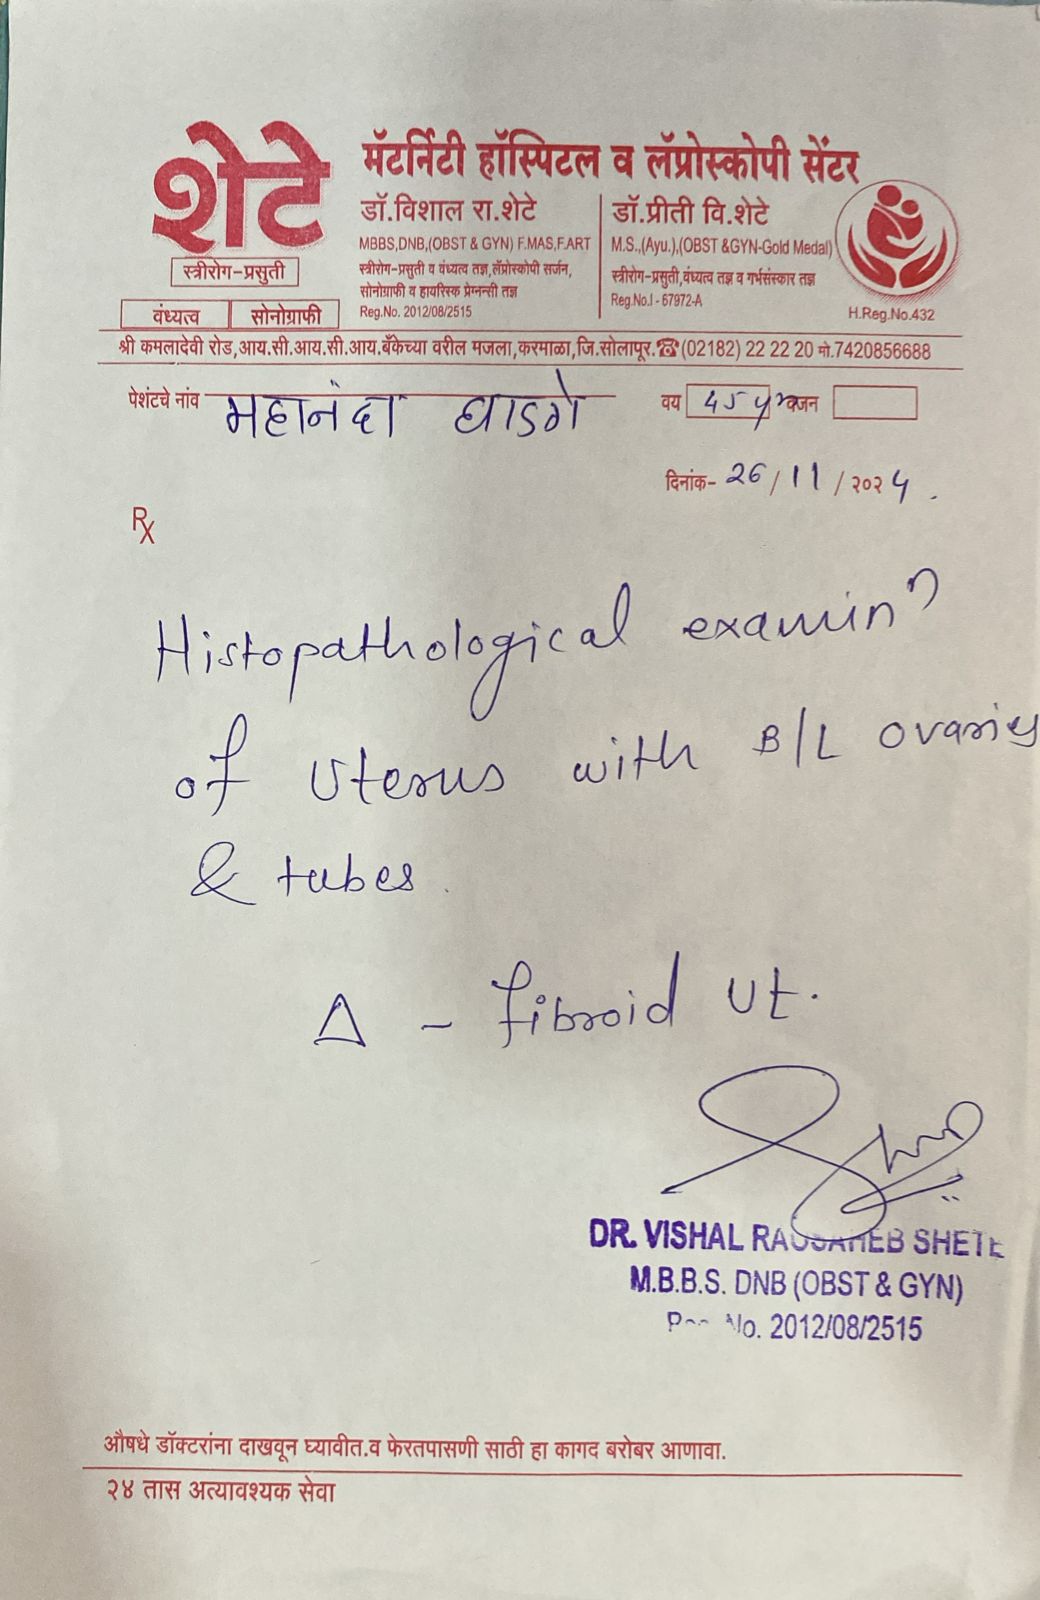 शेटे
मॅटर्निटी हॉस्पिटल व लॅप्रोस्कोपी सेंटर
स्त्रीरोग-प्रसुती
वंध्यत्व सोनोग्राफी
डॉ.विशाल रा.शेटे
MBBS,DNB,(OBST & GYN) F.MAS,F.ART
स्त्रीरोग-प्रसुती व वंध्यत्व तज्ञ,लॅप्रोस्कोपी सर्जन,
सोनोग्राफी व हायरिस्क प्रेग्नन्सी तज्ञ
Reg.No. 2012/08/2515
डॉ.प्रीती वि.शेटे
M.S.,(Ayu.),(OBST &GYN-Gold Medal)
स्त्रीरोग-प्रसुती,वंध्यत्व तज्ञ व गर्भसंस्कार तज्ञ
Reg.No.I - 67972-A
H.Reg.No.432
श्री कमलादेवी रोड,आय.सी.आय.सी.आय.बँकेच्या वरील मजला,करमाळा,जि.सोलापूर.☎(02182) 22 22 20 मो.7420856688
पेशंटचे नांव महानंदा घाडगे वय 45 yr वजन
दिनांक- 26/11/२०२4.
Rx
Histopathological examinⁿ
of Uterus with B/L ovaries
& tubes.
Δ - fibroid Ut.
DR. VISHAL RAOSAHEB SHETE
M.B.B.S. DNB (OBST & GYN)
No. 2012/08/2515
औषधे डॉक्टरांना दाखवून घ्यावीत.व फेरतपासणी साठी हा कागद बरोबर आणावा.
२४ तास अत्यावश्यक सेवा